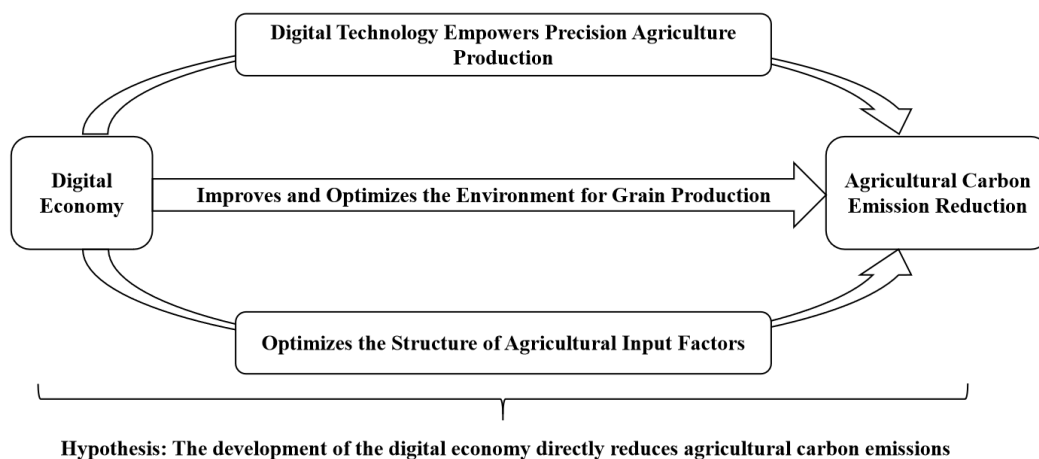 Digital Technology Empowers Precision Agriculture
Production
Digital
Economy
Improves and Optimizes the Environment for Grain Production
Agricultural Carbon
Emission Reduction
Optimizes the Structure of Agricultural Input Factors
Hypothesis: The development of the digital economy directly reduces agricultural carbon emissions